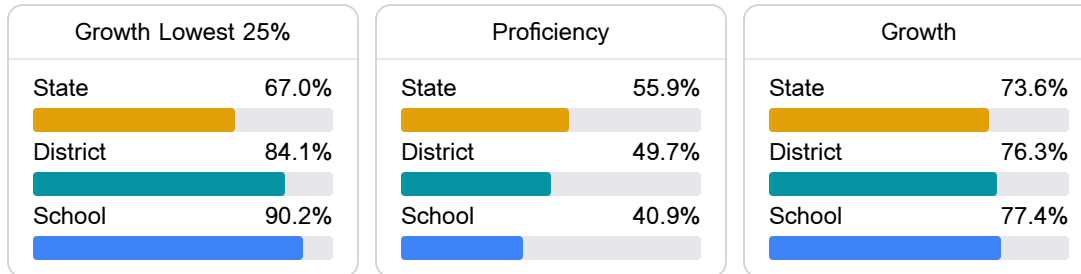 Growth Lowest 25%
State 67.0%
District 84.1%
School 90.2%
Proficiency
State 55.9%
District 49.7%
School 40.9%
Growth
State 73.6%
District 76.3%
School 77.4%